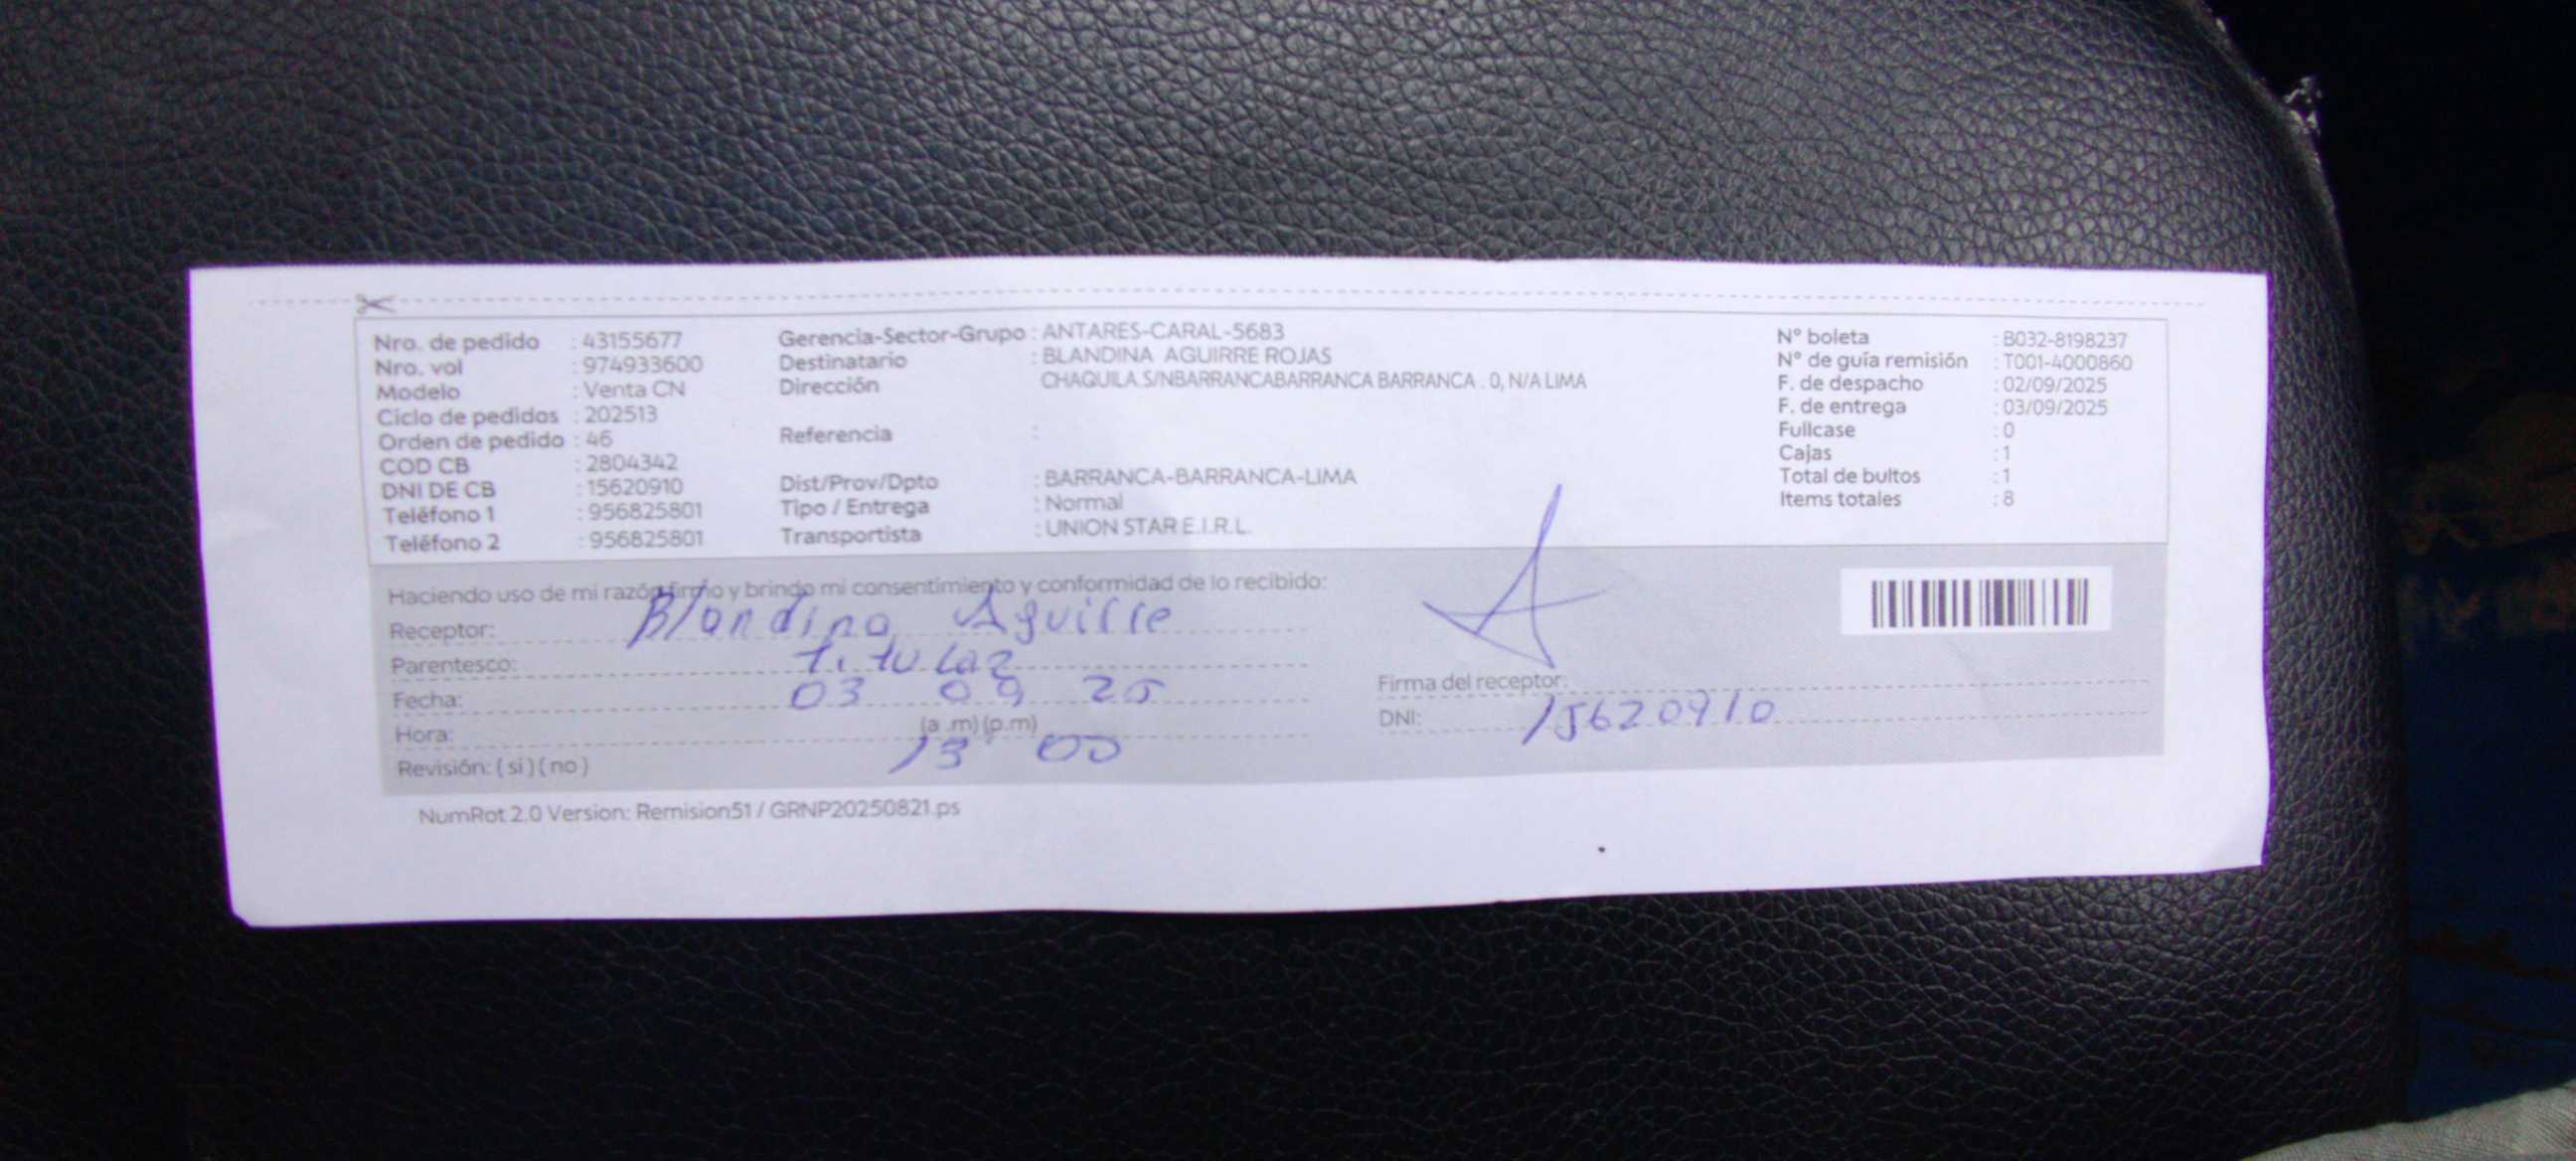 Nro. de pedido : 43155677
Nro. vol : 974933600
Modelo : Venta CN
Ciclo de pedidos : 202513
Orden de pedido : 46
COD CB : 2804342
DNI DE CB : 15620910
Teléfono 1 : 956825801
Teléfono 2 : 956825801
Gerencia-Sector-Grupo : ANTARES-CARAL-5683
Destinatario : BLANDINA AGUIRRE ROJAS
Dirección CHAQUILA S/NBARRANCABARRANCA BARRANCA . 0, N/A LIMA
Referencia :
Dist/Prov/Dpto : BARRANCA-BARRANCA-LIMA
Tipo / Entrega : Normal
Transportista : UNION STAR E.I.R.L.
N° boleta : B032-8198237
N° de guía remisión : T001-4000860
F. de despacho : 02/09/2025
F. de entrega : 03/09/2025
Fullcase : 0
Cajas : 1
Total de bultos : 1
Items totales : 8
Haciendo uso de mi razón firmo y brindo mi consentimiento y conformidad de lo recibido:
Receptor: Blandina Aguirre
Parentesco: titular
Fecha: 03 09 25
Hora: (a .m) (p.m)
13 00
Revisión: ( si ) ( no )
Firma del receptor:
DNI: 15620910
NumRot 2.0 Version: Remision51 / GRNP20250821.ps